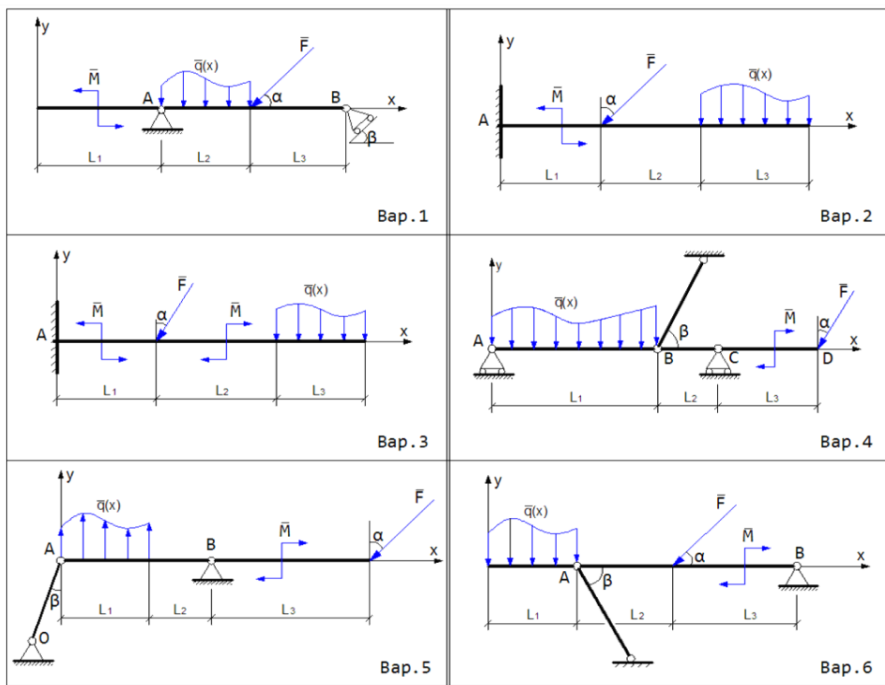 y
M̄
A
q̄(x)
F̄
α
B
x
β
L₁
L₂
L₃
Вар.1
y
A
M̄
α
F̄
q̄(x)
x
L₁
L₂
L₃
Вар.2
y
A
M̄
α
F̄
M̄
q̄(x)
x
L₁
L₂
L₃
Вар.3
y
q̄(x)
A
β
B
C
M̄
α
F̄
D
x
L₁
L₂
L₃
Вар.4
y
q̄(x)
A
β
O
B
M̄
α
F̄
x
L₁
L₂
L₃
Вар.5
y
q̄(x)
A
β
F̄
α
M̄
B
x
L₁
L₂
L₃
Вар.6